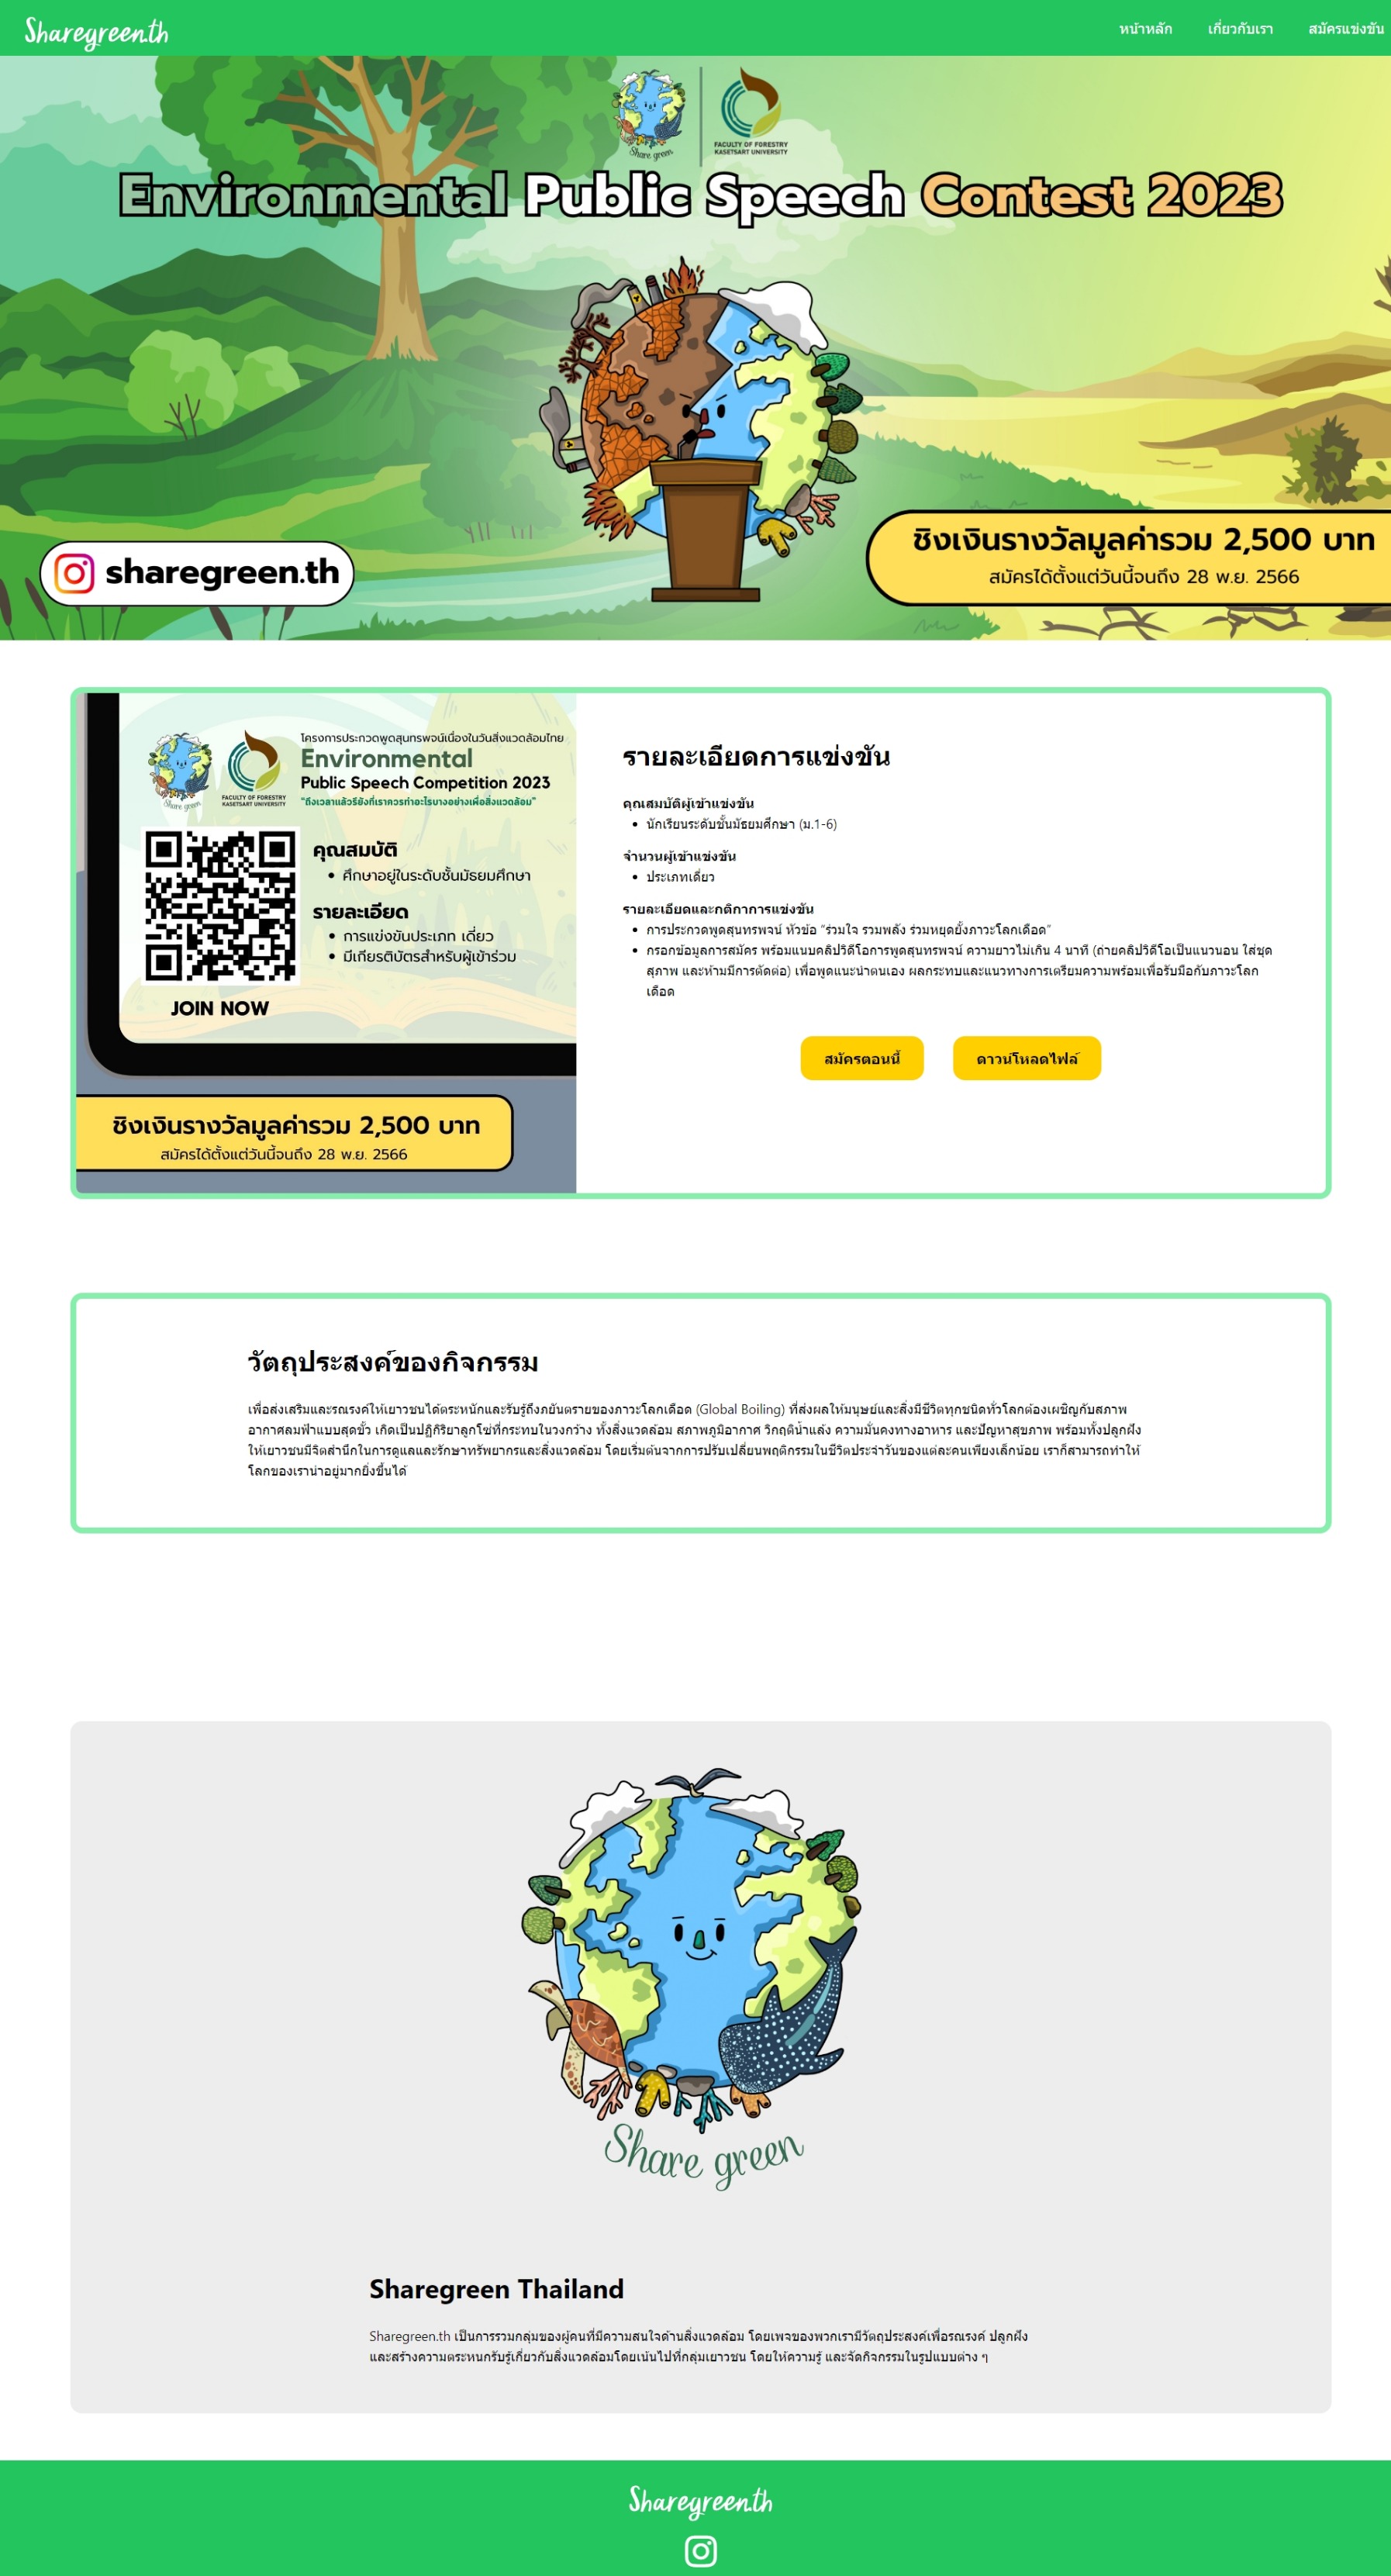 Sharegreen.th
หน้าหลัก เกี่ยวกับเรา สมัครแข่งขัน
Share green
FACULTY OF FORESTRY
KASETSART UNIVERSITY
Environmental Public Speech Contest 2023
sharegreen.th
ชิงเงินรางวัลมูลค่ารวม 2,500 บาท
สมัครได้ตั้งแต่วันนี้จนถึง 28 พ.ย. 2566
Share green
FACULTY OF FORESTRY
KASETSART UNIVERSITY
โครงการประกวดพูดสุนทรพจน์เนื่องในวันสิ่งแวดล้อมไทย
Environmental
Public Speech Competition 2023
"ถึงเวลาแล้วรึยังที่เราควรทำอะไรบางอย่างเพื่อสิ่งแวดล้อม"
คุณสมบัติ
• ศึกษาอยู่ในระดับชั้นมัธยมศึกษา
รายละเอียด
• การแข่งขันประเภท เดี่ยว
• มีเกียรติบัตรสำหรับผู้เข้าร่วม
JOIN NOW
ชิงเงินรางวัลมูลค่ารวม 2,500 บาท
สมัครได้ตั้งแต่วันนี้จนถึง 28 พ.ย. 2566
รายละเอียดการแข่งขัน
คุณสมบัติผู้เข้าแข่งขัน
• นักเรียนระดับชั้นมัธยมศึกษา (ม.1-6)
จำนวนผู้เข้าแข่งขัน
• ประเภทเดี่ยว
รายละเอียดและกติกาการแข่งขัน
• การประกวดพูดสุนทรพจน์ หัวข้อ "ร่วมใจ รวมพลัง ร่วมหยุดยั้งภาวะโลกเดือด"
• กรอกข้อมูลการสมัคร พร้อมแนบคลิปวิดีโอการพูดสุนทรพจน์ ความยาวไม่เกิน 4 นาที (ถ่ายคลิปวิดีโอเป็นแนวนอน ใส่ชุด
สุภาพ และห้ามมีการตัดต่อ) เพื่อพูดแนะนำตนเอง ผลกระทบและแนวทางการเตรียมความพร้อมเพื่อรับมือกับภาวะโลก
เดือด
สมัครตอนนี้ ดาวน์โหลดไฟล์
วัตถุประสงค์ของกิจกรรม
เพื่อส่งเสริมและรณรงค์ให้เยาวชนได้ตระหนักและรับรู้ถึงภยันตรายของภาวะโลกเดือด (Global Boiling) ที่ส่งผลให้มนุษย์และสิ่งมีชีวิตทุกชนิดทั่วโลกต้องเผชิญกับสภาพ
อากาศลมฟ้าแบบสุดขั้ว เกิดเป็นปฏิกิริยาลูกโซ่ที่กระทบในวงกว้าง ทั้งสิ่งแวดล้อม สภาพภูมิอากาศ วิกฤติน้ำแล้ง ความมั่นคงทางอาหาร และปัญหาสุขภาพ พร้อมทั้งปลูกฝัง
ให้เยาวชนมีจิตสำนึกในการดูแลและรักษาทรัพยากรและสิ่งแวดล้อม โดยเริ่มต้นจากการปรับเปลี่ยนพฤติกรรมในชีวิตประจำวันของแต่ละคนเพียงเล็กน้อย เราก็สามารถทำให้
โลกของเราน่าอยู่มากยิ่งขึ้นได้
Share green
Sharegreen Thailand
Sharegreen.th เป็นการรวมกลุ่มของผู้คนที่มีความสนใจด้านสิ่งแวดล้อม โดยเพจของพวกเรามีวัตถุประสงค์เพื่อรณรงค์ ปลูกฝัง
และสร้างความตระหนกรับรู้เกี่ยวกับสิ่งแวดล้อมโดยเน้นไปที่กลุ่มเยาวชน โดยให้ความรู้ และจัดกิจกรรมในรูปแบบต่าง ๆ
Sharegreen.th